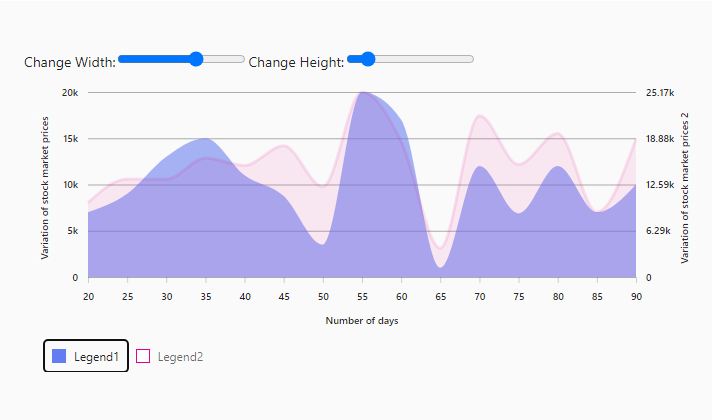 Change Width: Change Height:
20k
15k
10k
5k
0
Variation of stock market prices
25.17k
18.88k
12.59k
6.29k
0
Variation of stock market prices 2
20 25 30 35 40 45 50 55 60 65 70 75 80 85 90
Number of days
Legend1 Legend2